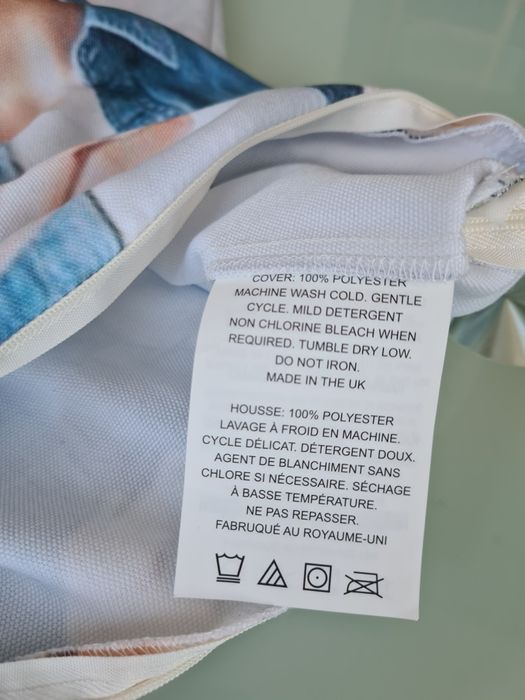 COVER: 100% POLYESTER
MACHINE WASH COLD. GENTLE
CYCLE. MILD DETERGENT
NON CHLORINE BLEACH WHEN
REQUIRED. TUMBLE DRY LOW.
DO NOT IRON.
MADE IN THE UK
HOUSSE: 100% POLYESTER
LAVAGE À FROID EN MACHINE.
CYCLE DÉLICAT. DÉTERGENT DOUX.
AGENT DE BLANCHIMENT SANS
CHLORE SI NÉCESSAIRE. SÉCHAGE
À BASSE TEMPÉRATURE.
NE PAS REPASSER.
FABRIQUÉ AU ROYAUME-UNI